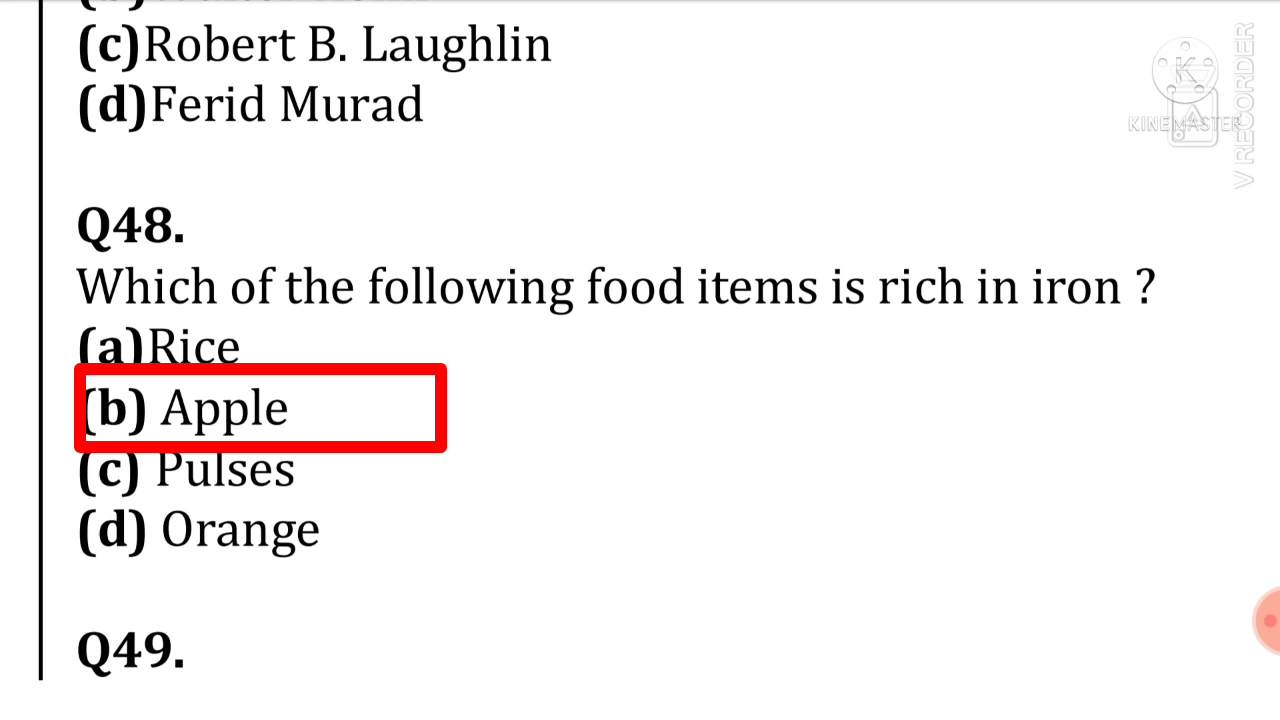 (c)Robert B. Laughlin
(d)Ferid Murad
Q48.
Which of the following food items is rich in iron ?
(a)Rice
(b) Apple
(c) Pulses
(d) Orange
Q49.
KINEMASTER
V RECORDER